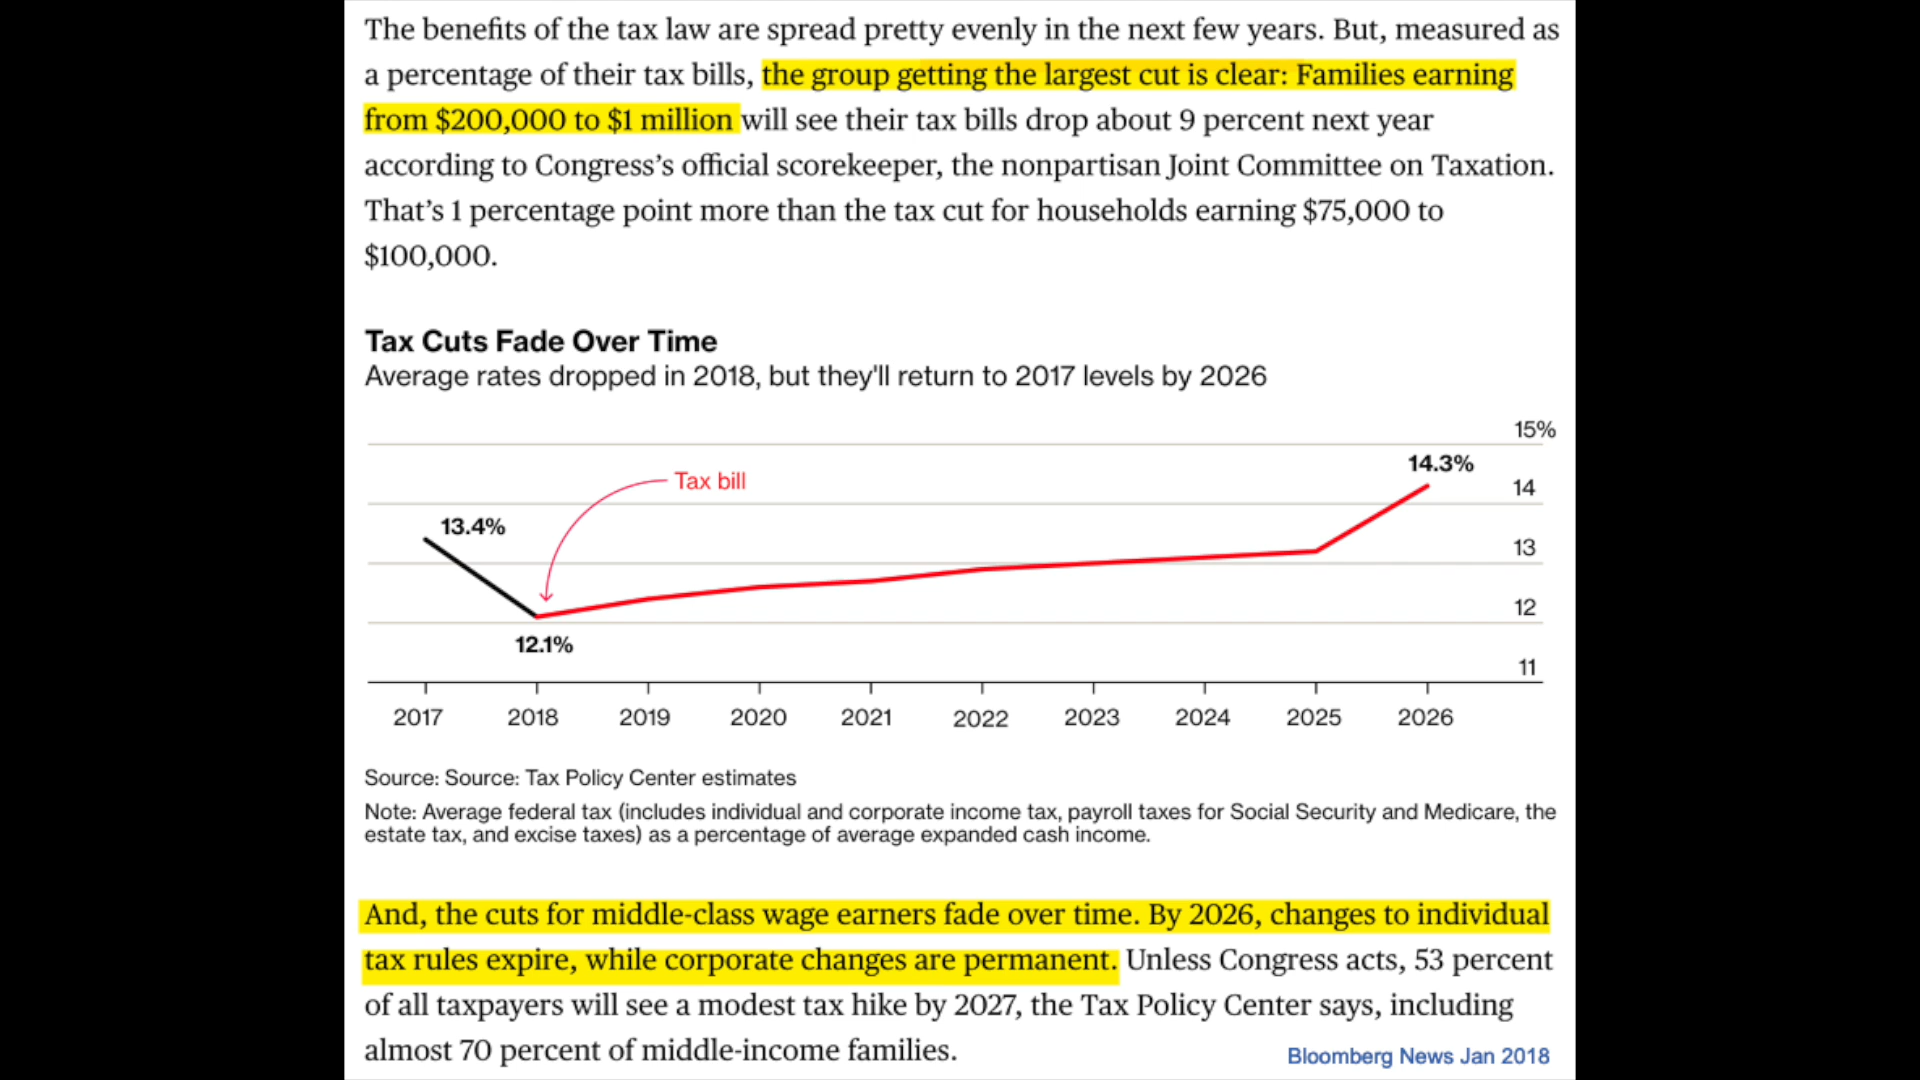 The benefits of the tax law are spread pretty evenly in the next few years. But, measured as
a percentage of their tax bills, the group getting the largest cut is clear: Families earning
from $200,000 to $1 million will see their tax bills drop about 9 percent next year
according to Congress’s official scorekeeper, the nonpartisan Joint Committee on Taxation.
That’s 1 percentage point more than the tax cut for households earning $75,000 to
$100,000.
Tax Cuts Fade Over Time
Average rates dropped in 2018, but they'll return to 2017 levels by 2026
15%
14.3%
Tax bill
14
13.4%
13
12
12.1%
11
2017 2018 2019 2020 2021 2022 2023 2024 2025 2026
Source: Source: Tax Policy Center estimates
Note: Average federal tax (includes individual and corporate income tax, payroll taxes for Social Security and Medicare, the
estate tax, and excise taxes) as a percentage of average expanded cash income.
And, the cuts for middle-class wage earners fade over time. By 2026, changes to individual
tax rules expire, while corporate changes are permanent. Unless Congress acts, 53 percent
of all taxpayers will see a modest tax hike by 2027, the Tax Policy Center says, including
almost 70 percent of middle-income families.
Bloomberg News Jan 2018